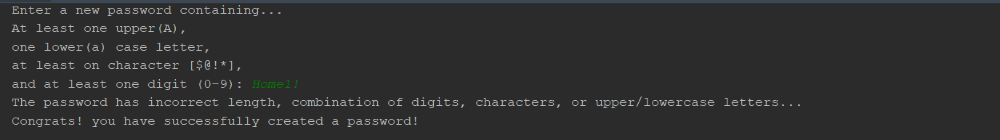 Enter a new password containing...
At least one upper(A),
one lower(a) case letter,
at least on character [$@!*],
and at least one digit (0-9): Home1!
The password has incorrect length, combination of digits, characters, or upper/lowercase letters...
Congrats! you have successfully created a password!